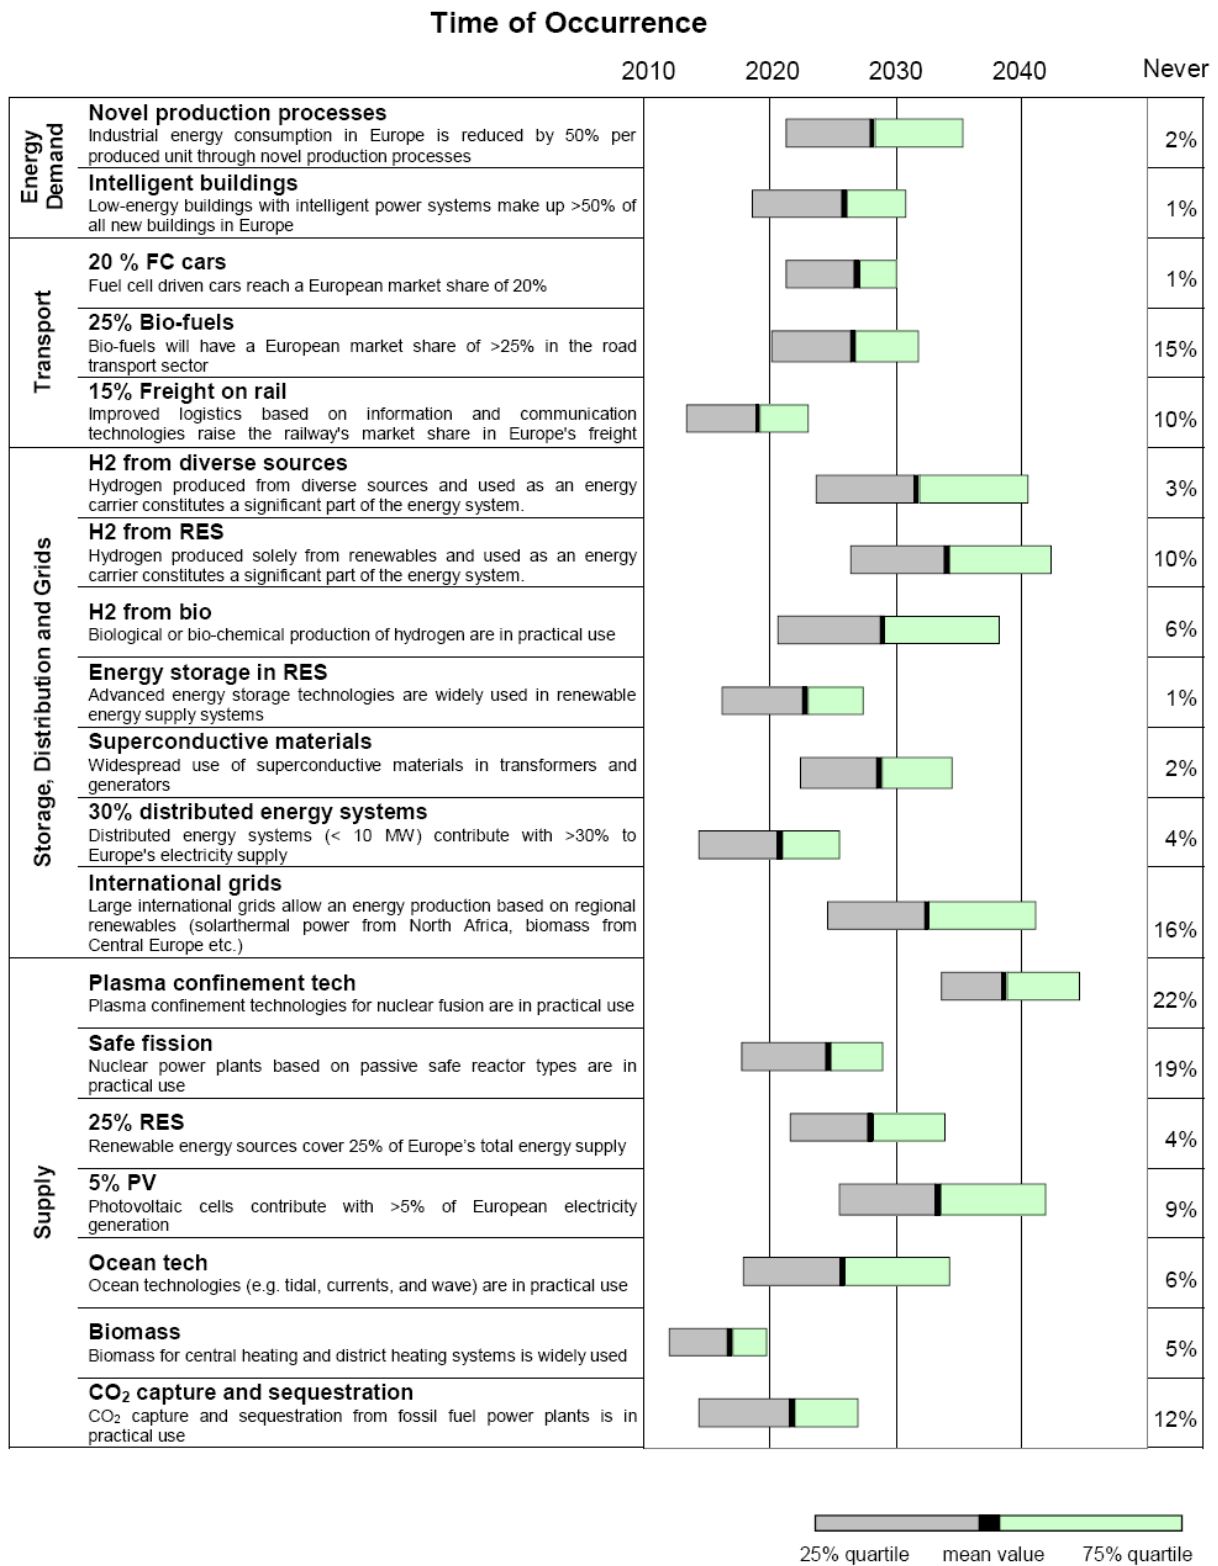 Time of Occurrence
2010 2020 2030 2040 Never
Energy
Demand
Novel production processes
Industrial energy consumption in Europe is reduced by 50% per
produced unit through novel production processes
2%
Intelligent buildings
Low-energy buildings with intelligent power systems make up >50% of
all new buildings in Europe
1%
Transport
20 % FC cars
Fuel cell driven cars reach a European market share of 20%
1%
25% Bio-fuels
Bio-fuels will have a European market share of >25% in the road
transport sector
15%
15% Freight on rail
Improved logistics based on information and communication
technologies raise the railway's market share in Europe's freight
10%
Storage, Distribution and Grids
H2 from diverse sources
Hydrogen produced from diverse sources and used as an energy
carrier constitutes a significant part of the energy system.
3%
H2 from RES
Hydrogen produced solely from renewables and used as an energy
carrier constitutes a significant part of the energy system.
10%
H2 from bio
Biological or bio-chemical production of hydrogen are in practical use
6%
Energy storage in RES
Advanced energy storage technologies are widely used in renewable
energy supply systems
1%
Superconductive materials
Widespread use of superconductive materials in transformers and
generators
2%
30% distributed energy systems
Distributed energy systems (< 10 MW) contribute with >30% to
Europe's electricity supply
4%
International grids
Large international grids allow an energy production based on regional
renewables (solarthermal power from North Africa, biomass from
Central Europe etc.)
16%
Supply
Plasma confinement tech
Plasma confinement technologies for nuclear fusion are in practical use
22%
Safe fission
Nuclear power plants based on passive safe reactor types are in
practical use
19%
25% RES
Renewable energy sources cover 25% of Europe’s total energy supply
4%
5% PV
Photovoltaic cells contribute with >5% of European electricity
generation
9%
Ocean tech
Ocean technologies (e.g. tidal, currents, and wave) are in practical use
6%
Biomass
Biomass for central heating and district heating systems is widely used
5%
CO₂ capture and sequestration
CO₂ capture and sequestration from fossil fuel power plants is in
practical use
12%
25% quartile mean value 75% quartile